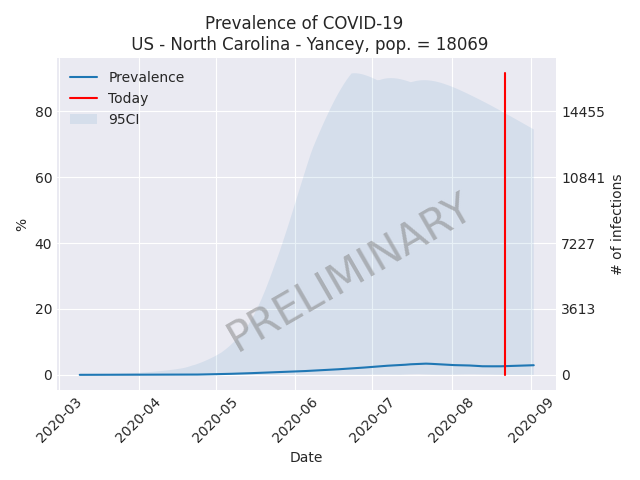 Prevalence of COVID-19
US - North Carolina - Yancey, pop. = 18069
Prevalence
Today
95CI
80
60
40
20
0
%
14455
10841
7227
3613
0
# of infections
PRELIMINARY
2020-03
2020-04
2020-05
2020-06
2020-07
2020-08
2020-09
Date